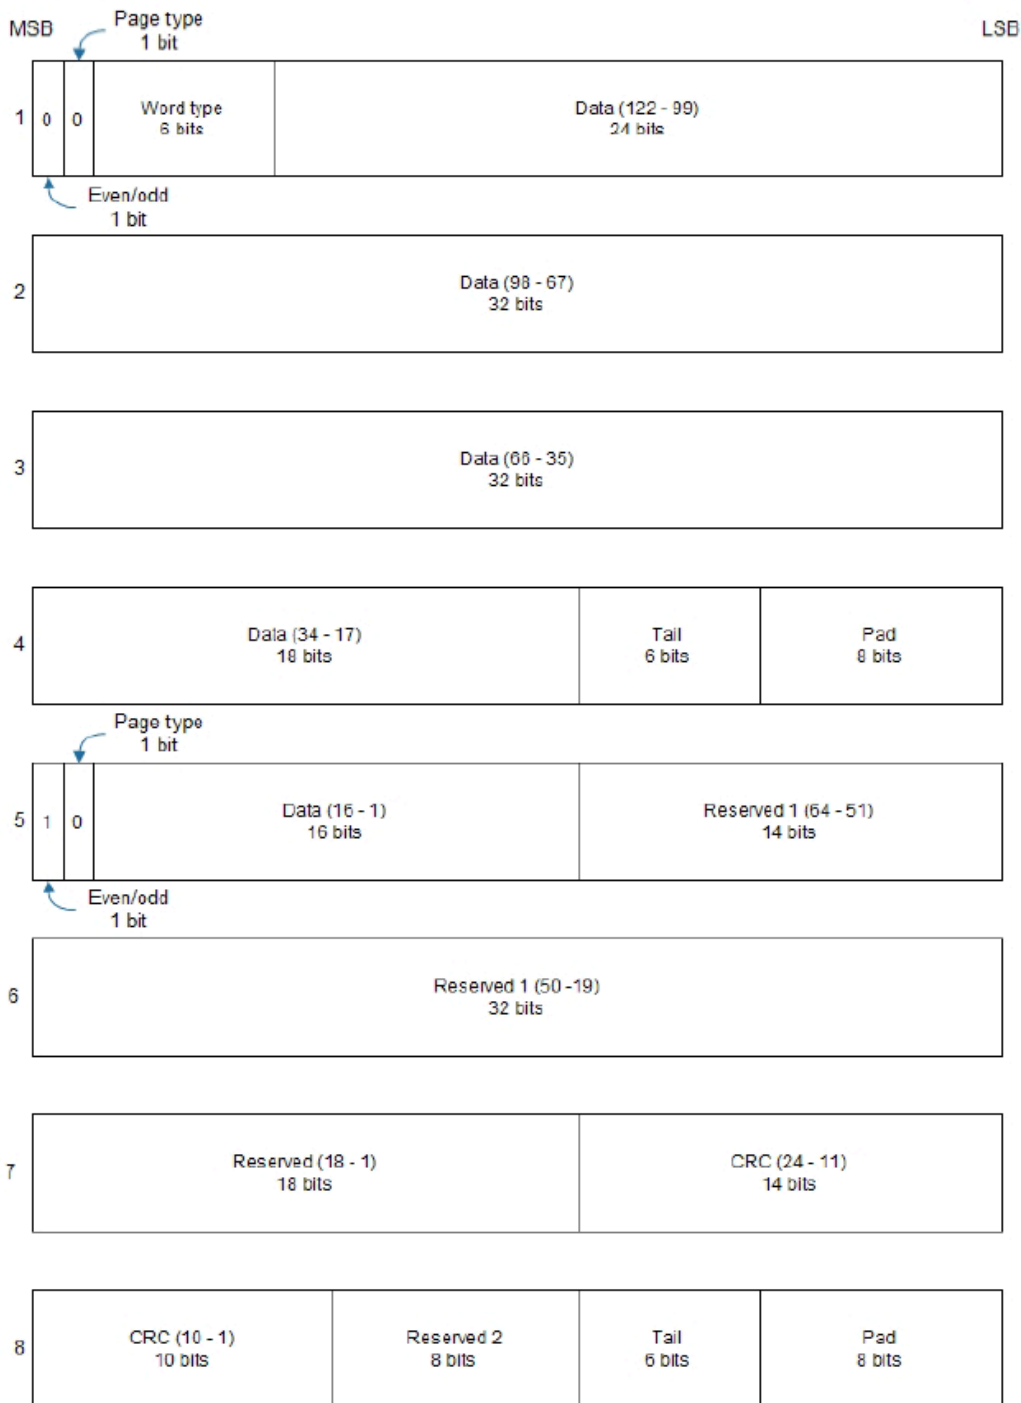 MSB
Page type
1 bit
LSB
1
0
0
Word type
6 bits
Data (122 - 99)
24 bits
Even/odd
1 bit
2
Data (98 - 67)
32 bits
3
Data (66 - 35)
32 bits
4
Data (34 - 17)
18 bits
Tail
6 bits
Pad
8 bits
Page type
1 bit
5
1
0
Data (16 - 1)
16 bits
Reserved 1 (64 - 51)
14 bits
Even/odd
1 bit
6
Reserved 1 (50 -19)
32 bits
7
Reserved (18 - 1)
18 bits
CRC (24 - 11)
14 bits
8
CRC (10 - 1)
10 bits
Reserved 2
8 bits
Tail
6 bits
Pad
8 bits